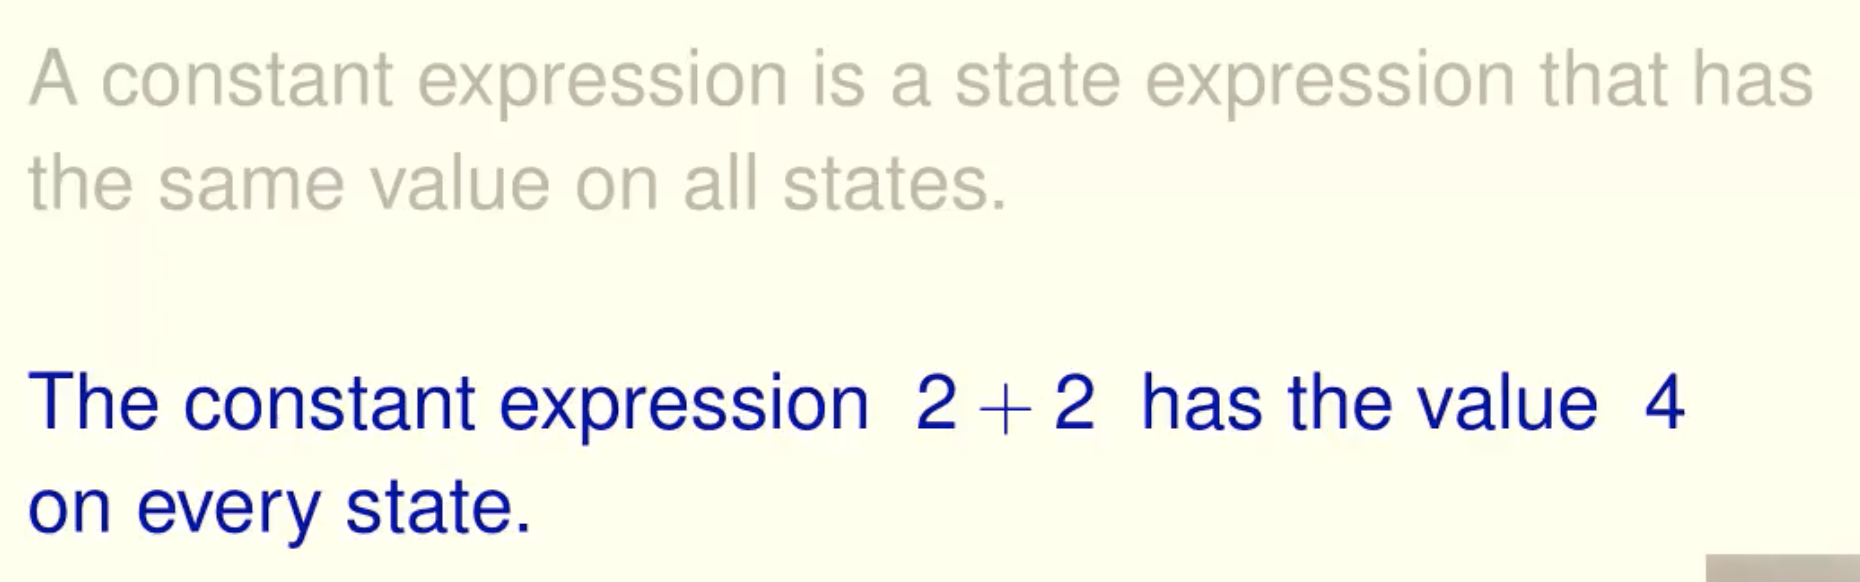 A constant expression is a state expression that has
the same value on all states.
The constant expression 2 + 2 has the value 4
on every state.